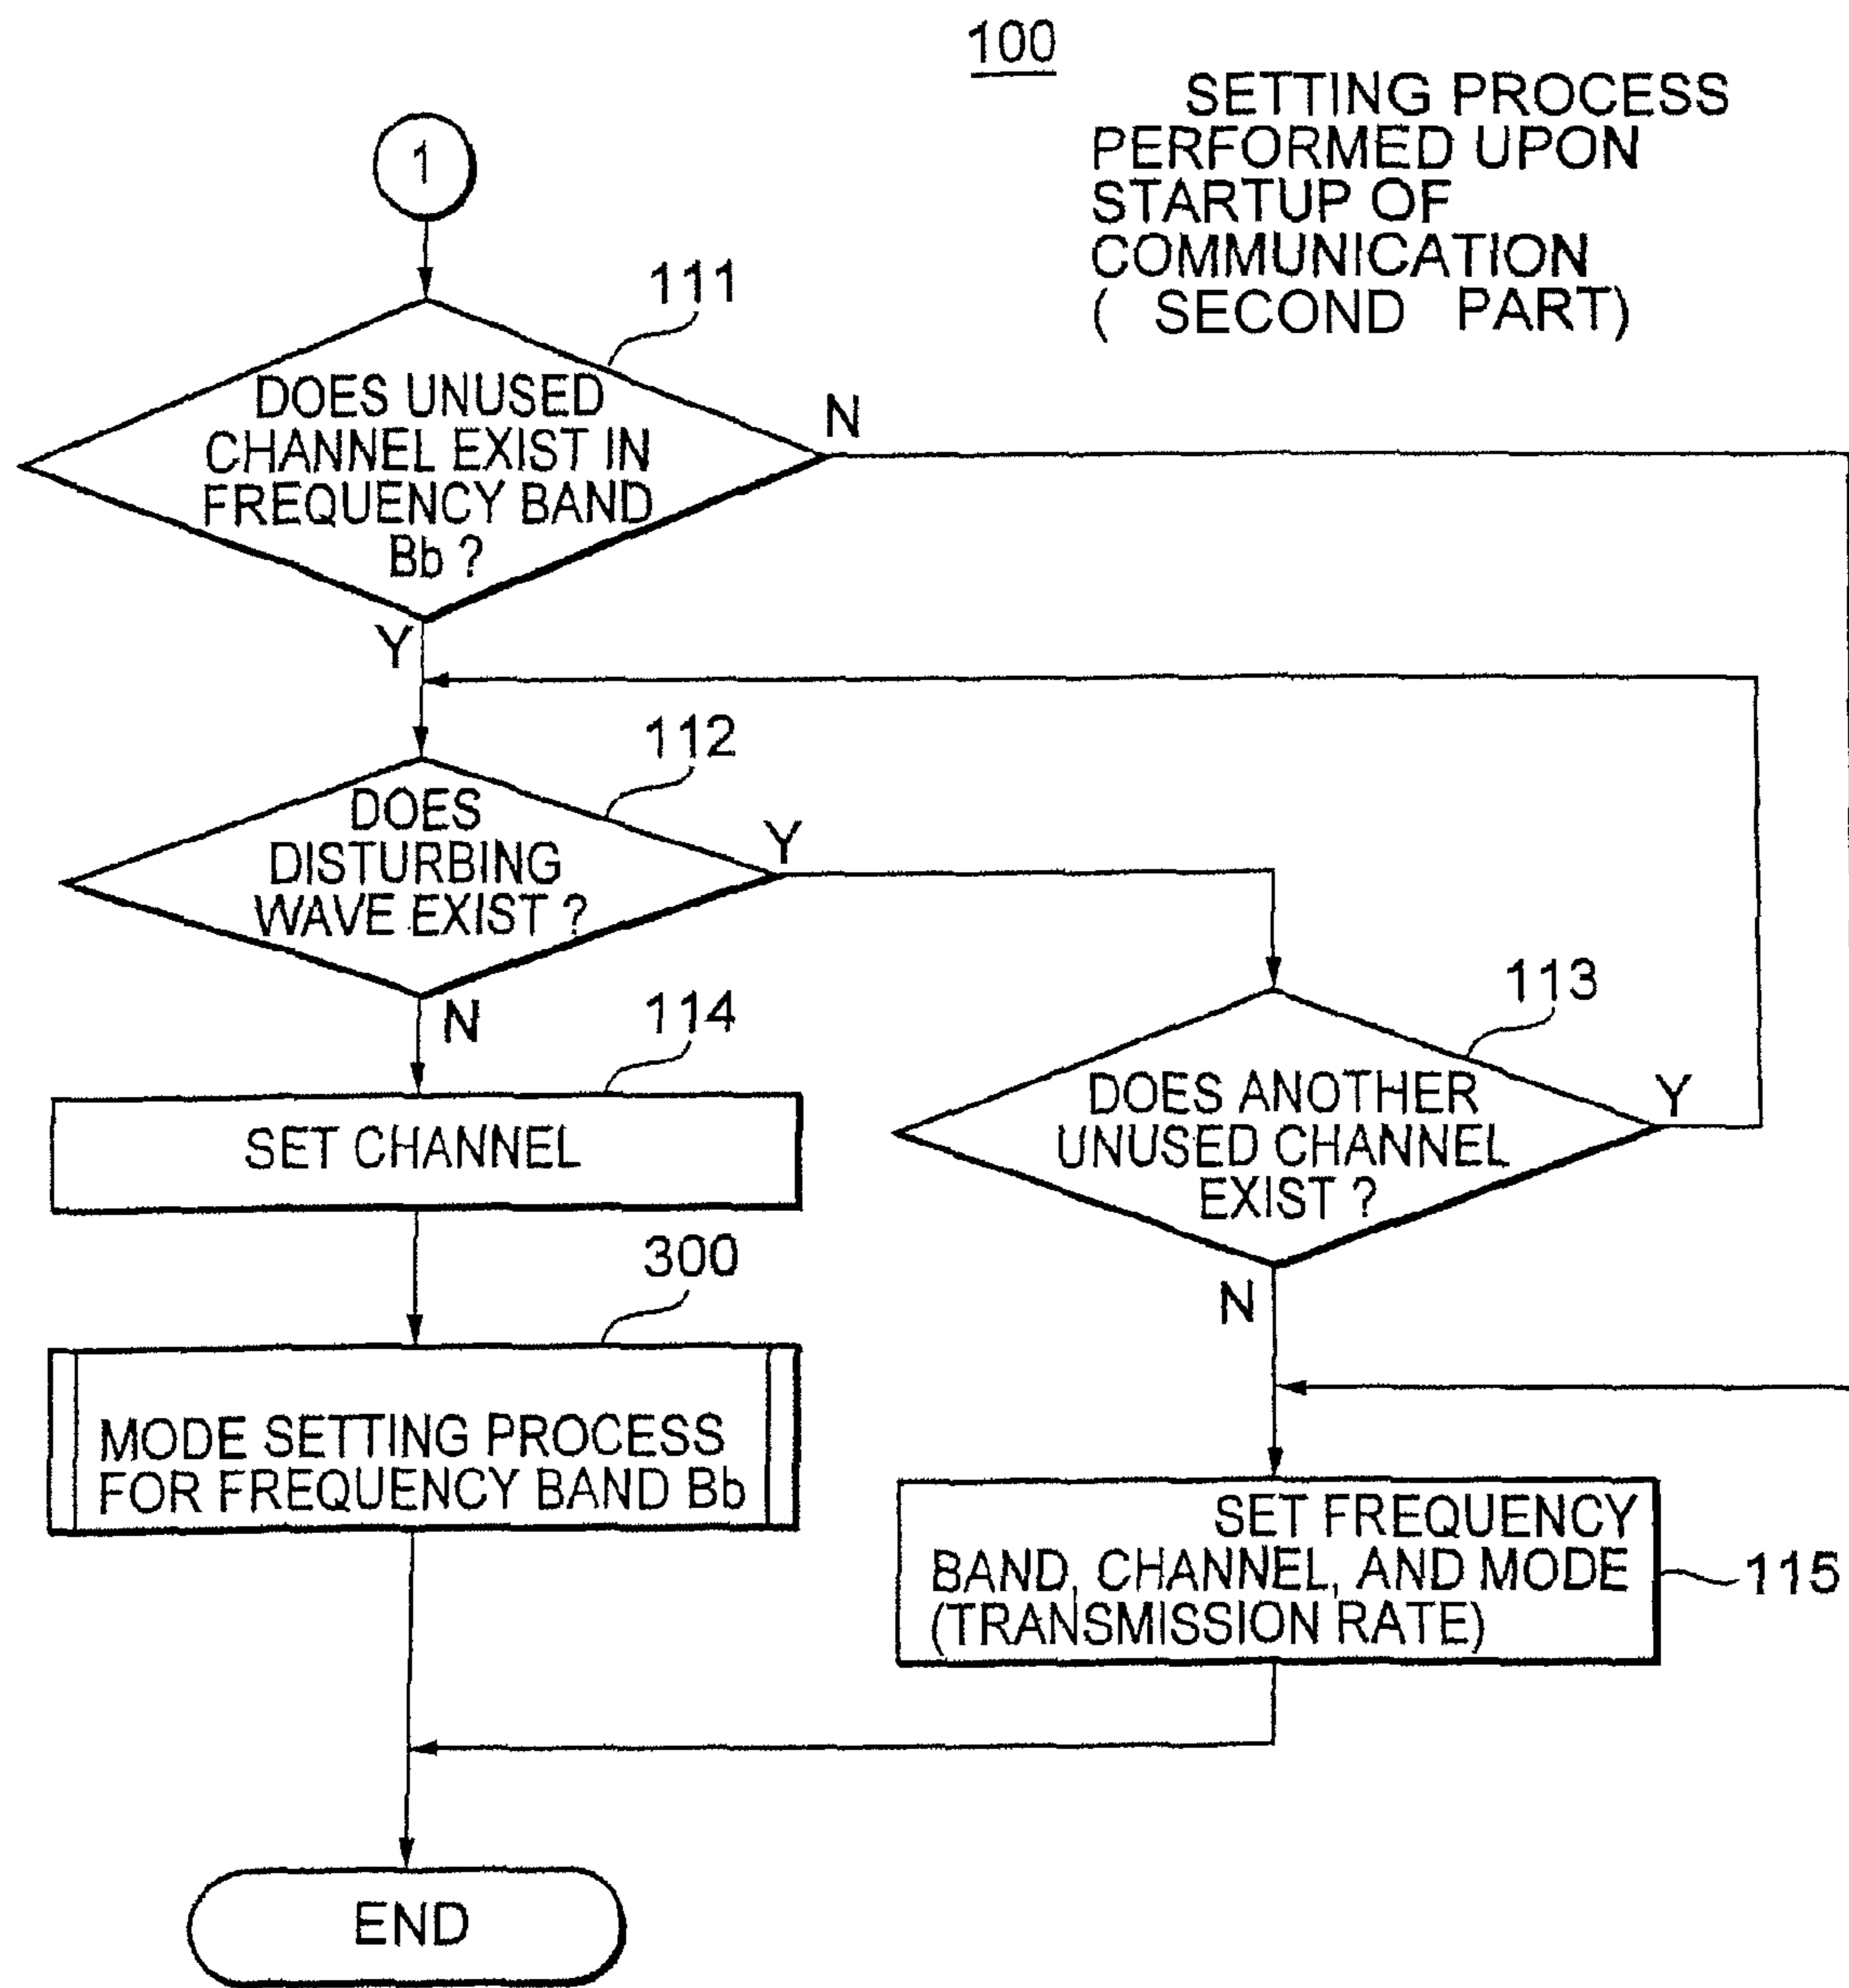 100
SETTING PROCESS
PERFORMED UPON
STARTUP OF
COMMUNICATION
( SECOND PART)
1
111
DOES UNUSED
CHANNEL EXIST IN
FREQUENCY BAND
Bb ?
N
Y
112
DOES
DISTURBING
WAVE EXIST ?
Y
N
113
DOES ANOTHER
UNUSED CHANNEL
EXIST ?
Y
N
114
SET CHANNEL
300
MODE SETTING PROCESS
FOR FREQUENCY BAND Bb
SET FREQUENCY
BAND, CHANNEL, AND MODE
(TRANSMISSION RATE)
115
END